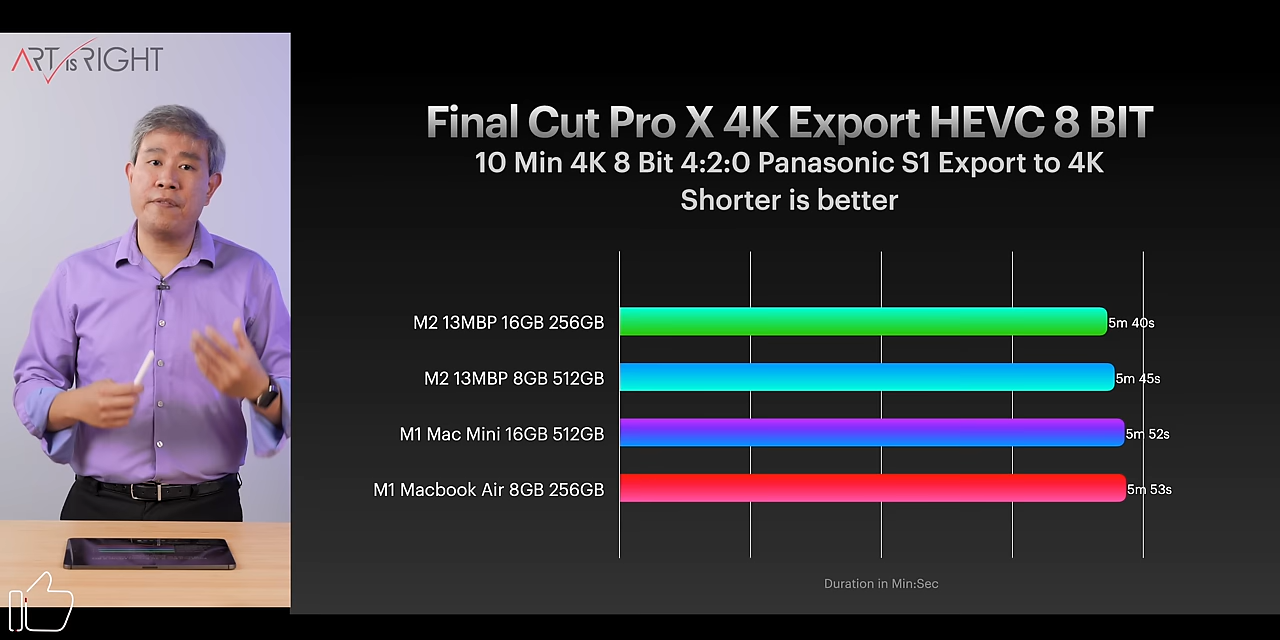 ART IS RIGHT
Final Cut Pro X 4K Export HEVC 8 BIT
10 Min 4K 8 Bit 4:2:0 Panasonic S1 Export to 4K
Shorter is better
M2 13MBP 16GB 256GB 5m 40s
M2 13MBP 8GB 512GB 5m 45s
M1 Mac Mini 16GB 512GB 5m 52s
M1 Macbook Air 8GB 256GB 5m 53s
Duration in Min:Sec